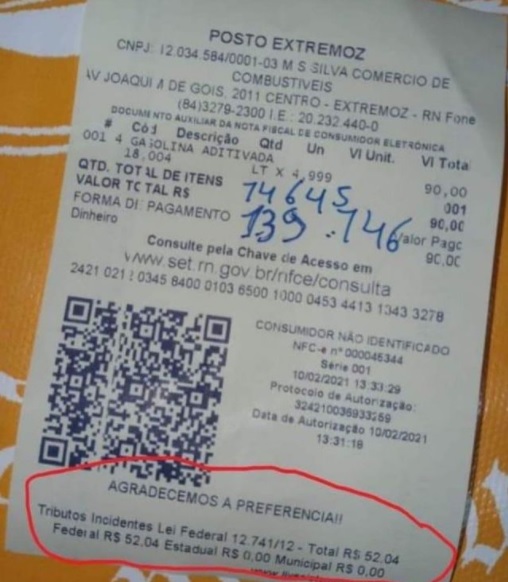 POSTO EXTREMOZ
CNPJ: 12.034.584/0001-03 M S SILVA COMERCIO DE
COMBUSTIVEIS
AV JOAQUIM DE GOIS, 2011 CENTRO - EXTREMOZ - RN Fone
(84)3279-2300 I.E.: 20.232.440-0
DOCUMENTO AUXILIAR DA NOTA FISCAL DE CONSUMIDOR ELETRÔNICA
# Cód Descrição Qtd Un Vl Unit. Vl Total
001 4 GASOLINA ADITIVADA
18,004 LT X 4,999 90,00
QTD. TOTAL DE ITENS 001
VALOR TOTAL R$ 90,00
FORMA DE PAGAMENTO Valor Pago
Dinheiro 90,00
74645
139.146
Consulte pela Chave de Acesso em
www.set.rn.gov.br/nfce/consulta
2421 0212 0345 8400 0103 6500 1000 0453 4413 1343 3278
CONSUMIDOR NÃO IDENTIFICADO
NFC-e nº 000045344
Série 001
10/02/2021 13:33:29
Protocolo de Autorização:
324210036933259
Data de Autorização 10/02/2021
13:31:19
AGRADECEMOS A PREFERENCIA!!
Tributos Incidentes Lei Federal 12.741/12 - Total R$ 52,04
Federal R$ 52,04 Estadual R$ 0,00 Municipal R$ 0,00